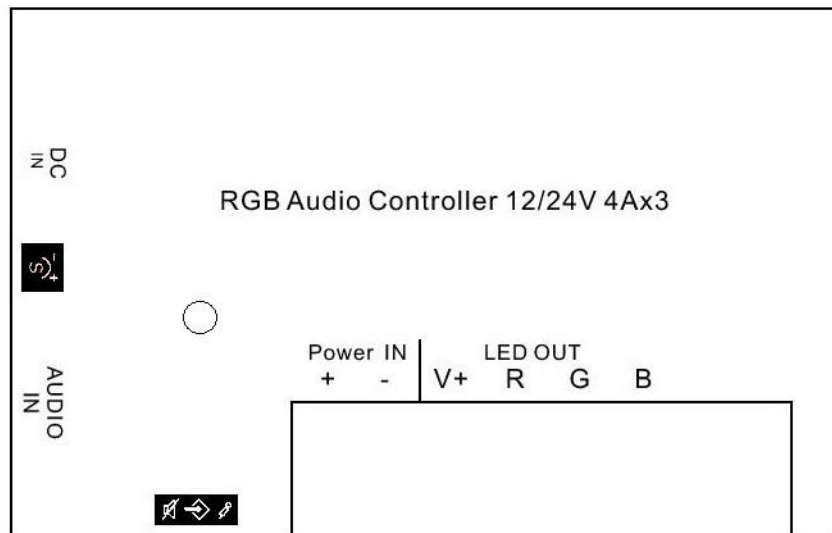 DC
IN
RGB Audio Controller 12/24V 4Ax3
S
- +
Power IN
LED OUT
+ - V+ R G B
AUDIO
IN